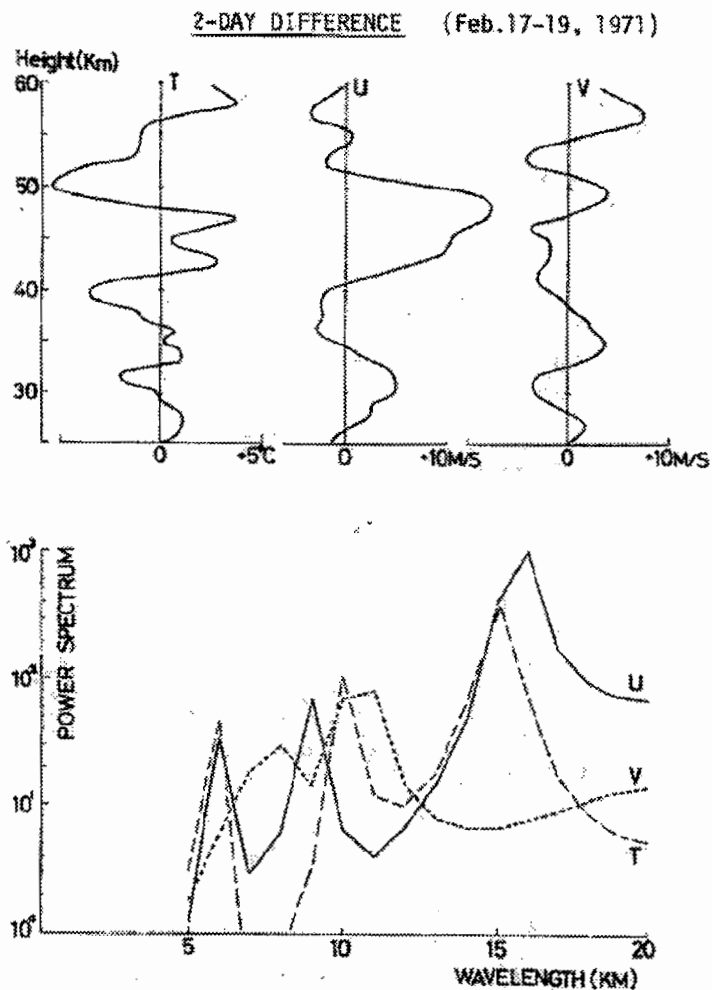 2-DAY DIFFERENCE (Feb.17-19, 1971)
Height(Km)
T U V
60
50
40
30
0 +5°C 0 +10M/S 0 +10M/S
POWER SPECTRUM
10³
10²
10¹
10⁰
U
V
T
5 10 15 20
WAVELENGTH(KM)